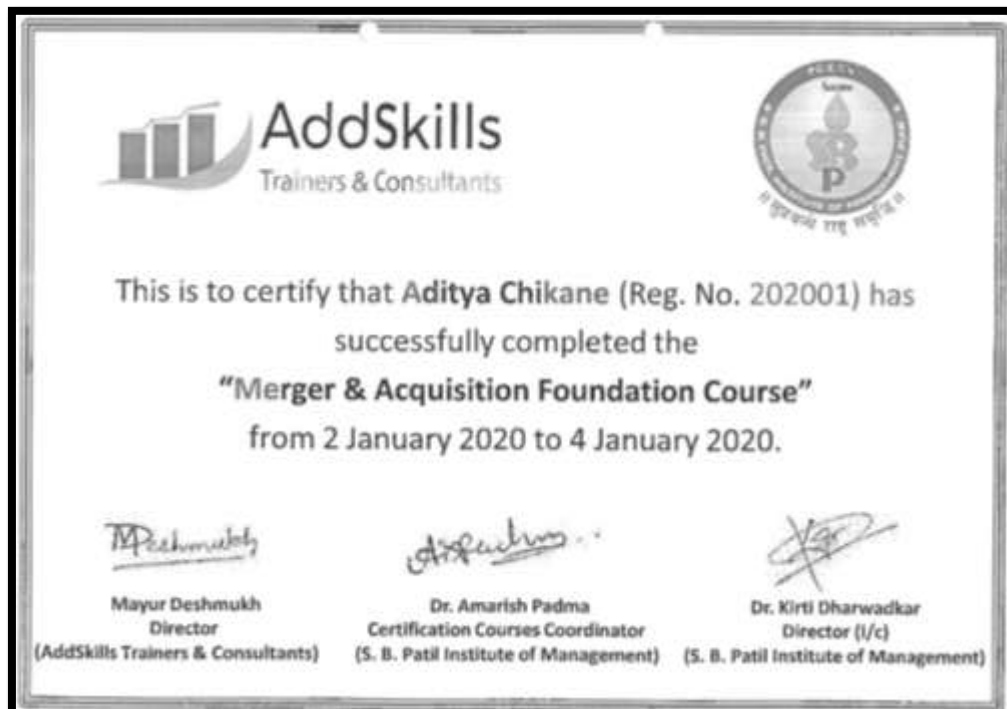 AddSkills
Trainers & Consultants
SB
P
This is to certify that Aditya Chikane (Reg. No. 202001) has
successfully completed the
“Merger & Acquisition Foundation Course”
from 2 January 2020 to 4 January 2020.
MDeshmukh
Mayur Deshmukh
Director
(AddSkills Trainers & Consultants)
Dr. Amarish Padma
Certification Courses Coordinator
(S. B. Patil Institute of Management)
Dr. Kirti Dharwadkar
Director (I/c)
(S. B. Patil Institute of Management)